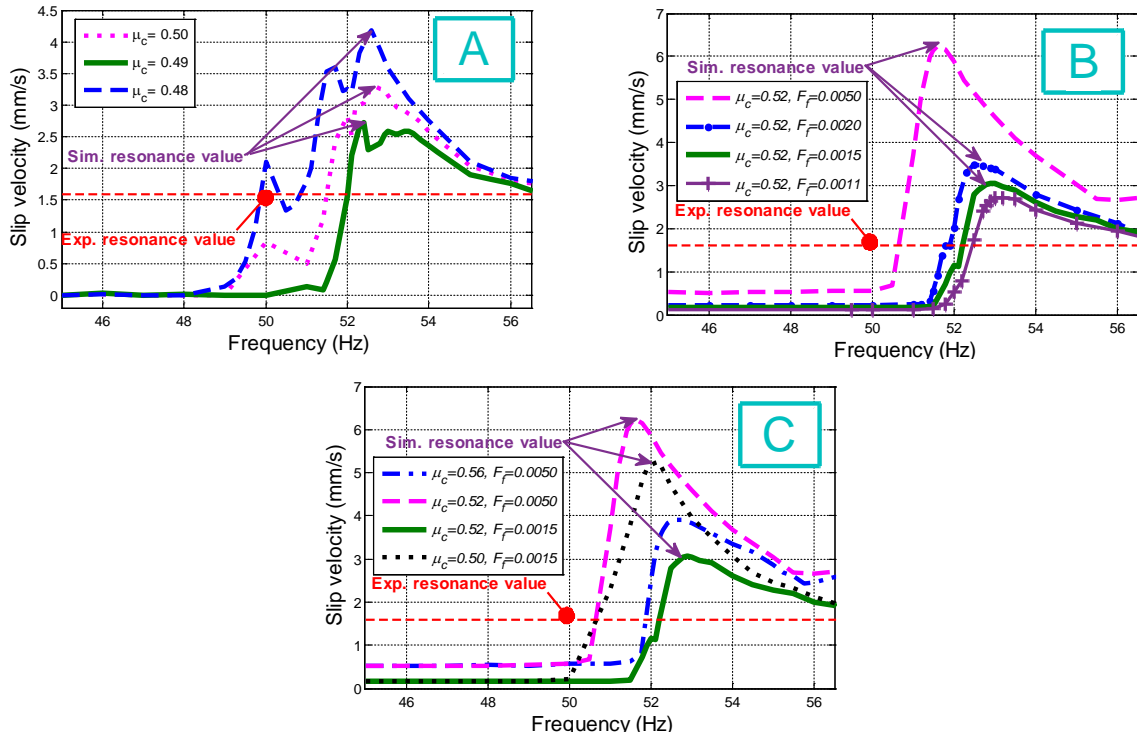 A
μc= 0.50
μc= 0.49
μc= 0.48
Sim. resonance value
Exp. resonance value
Slip velocity (mm/s)
4.5
4
3.5
3
2.5
2
1.5
1
0.5
0
46
48
50
52
54
56
Frequency (Hz)
B
Sim. resonance value
μc=0.52, Ff=0.0050
μc=0.52, Ff=0.0020
μc=0.52, Ff=0.0015
μc=0.52, Ff=0.0011
Exp. resonance value
Slip velocity (mm/s)
7
6
5
4
3
2
1
0
46
48
50
52
54
56
Frequency (Hz)
C
Sim. resonance value
μc=0.56, Ff=0.0050
μc=0.52, Ff=0.0050
μc=0.52, Ff=0.0015
μc=0.50, Ff=0.0015
Exp. resonance value
Slip velocity (mm/s)
7
6
5
4
3
2
1
0
46
48
50
52
54
56
Frequency (Hz)